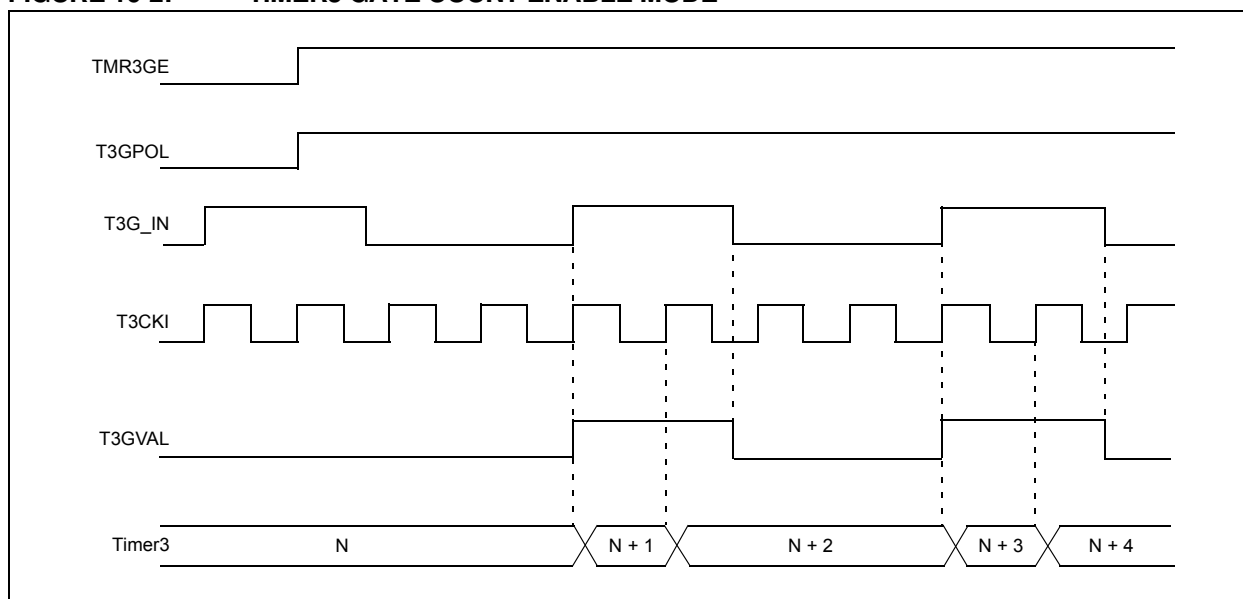 TMR3GE
T3GPOL
T3G_IN
T3CKI
T3GVAL
Timer3 N N + 1 N + 2 N + 3 N + 4